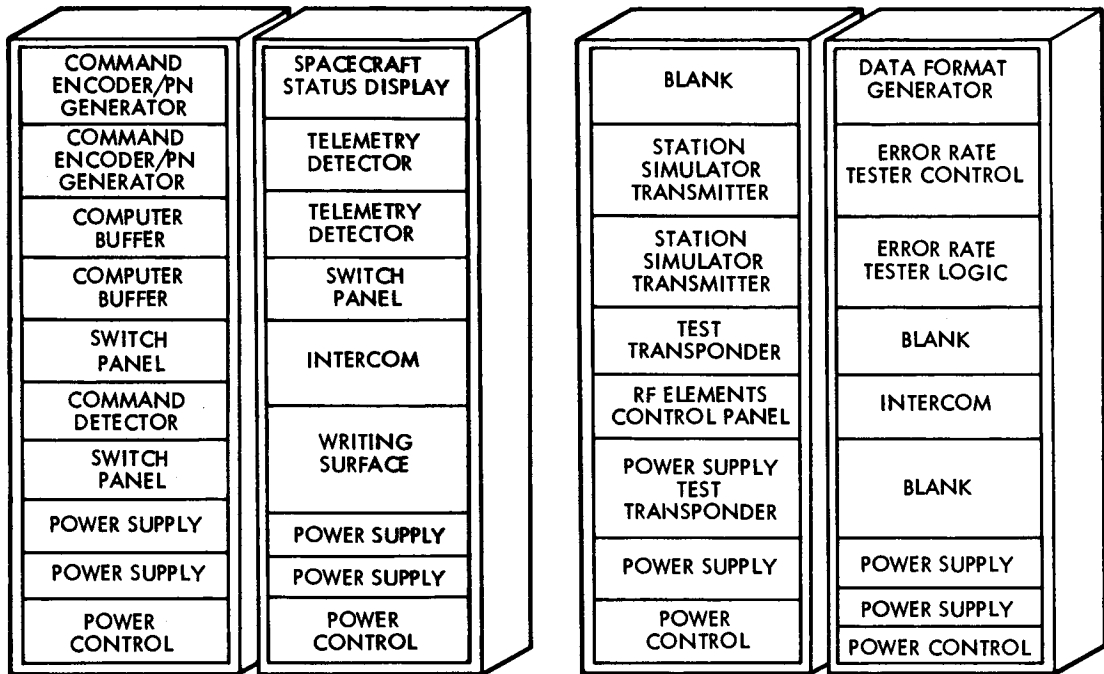 COMMAND
ENCODER/PN
GENERATOR
COMMAND
ENCODER/PN
GENERATOR
COMPUTER
BUFFER
COMPUTER
BUFFER
SWITCH
PANEL
COMMAND
DETECTOR
SWITCH
PANEL
POWER SUPPLY
POWER SUPPLY
POWER
CONTROL
SPACECRAFT
STATUS DISPLAY
TELEMETRY
DETECTOR
TELEMETRY
DETECTOR
SWITCH
PANEL
INTERCOM
WRITING
SURFACE
POWER SUPPLY
POWER SUPPLY
POWER
CONTROL
BLANK
STATION
SIMULATOR
TRANSMITTER
STATION
SIMULATOR
TRANSMITTER
TEST
TRANSPONDER
RF ELEMENTS
CONTROL PANEL
POWER SUPPLY
TEST
TRANSPONDER
POWER SUPPLY
POWER
CONTROL
DATA FORMAT
GENERATOR
ERROR RATE
TESTER CONTROL
ERROR RATE
TESTER LOGIC
BLANK
INTERCOM
BLANK
POWER SUPPLY
POWER SUPPLY
POWER CONTROL